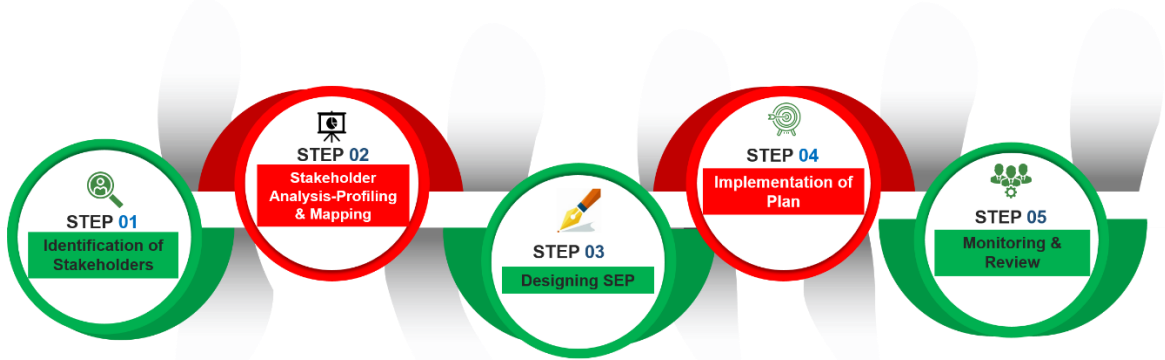 STEP 01
Identification of
Stakeholders
STEP 02
Stakeholder
Analysis-Profiling
& Mapping
STEP 03
Designing SEP
STEP 04
Implementation of
Plan
STEP 05
Monitoring &
Review